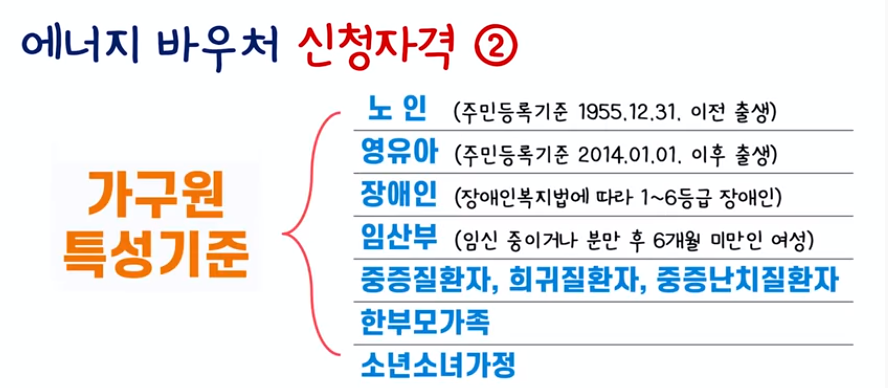 에너지 바우처 신청자격 ②
가구원
특성기준
노 인 (주민등록기준 1955.12.31. 이전 출생)
영유아 (주민등록기준 2014.01.01. 이후 출생)
장애인 (장애인복지법에 따라 1~6등급 장애인)
임산부 (임신 중이거나 분만 후 6개월 미만인 여성)
중증질환자, 희귀질환자, 중증난치질환자
한부모가족
소년소녀가정